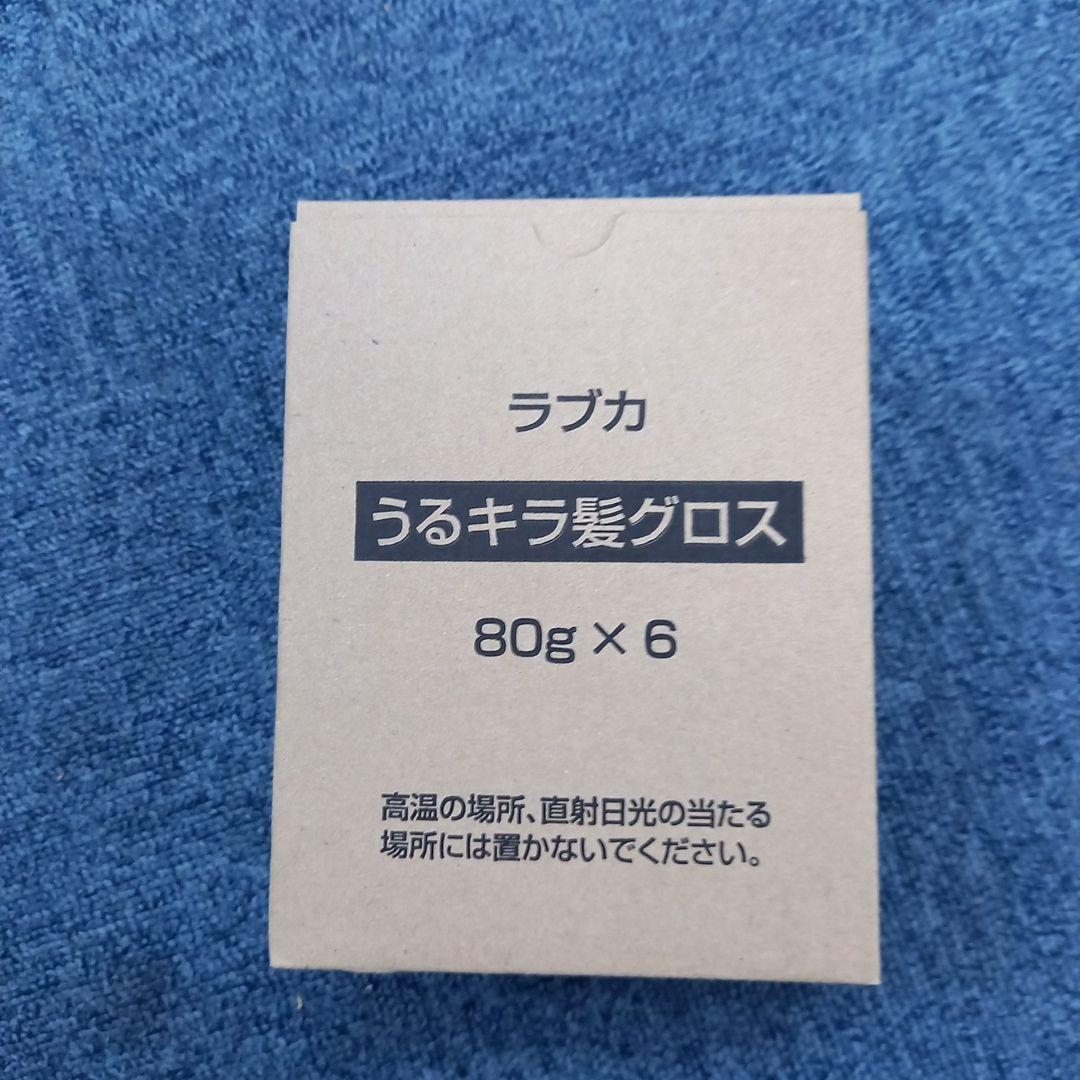 ラブカ
うるキラ髪グロス
80g × 6
高温の場所、直射日光の当たる
場所には置かないでください。